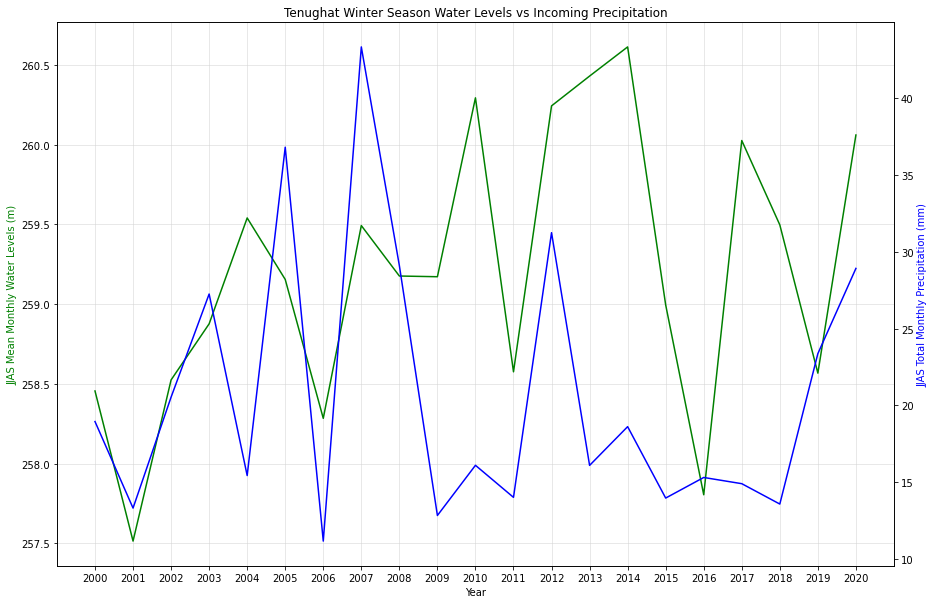 Tenughat Winter Season Water Levels vs Incoming Precipitation
JJAS Mean Monthly Water Levels (m)
260.5
260.0
259.5
259.0
258.5
258.0
257.5
40
35
30
25
20
15
10
JJAS Total Monthly Precipitation (mm)
2000 2001 2002 2003 2004 2005 2006 2007 2008 2009 2010 2011 2012 2013 2014 2015 2016 2017 2018 2019 2020
Year